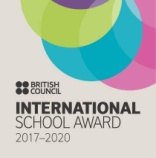 BRITISH
COUNCIL
INTERNATIONAL
SCHOOL AWARD
2017–2020